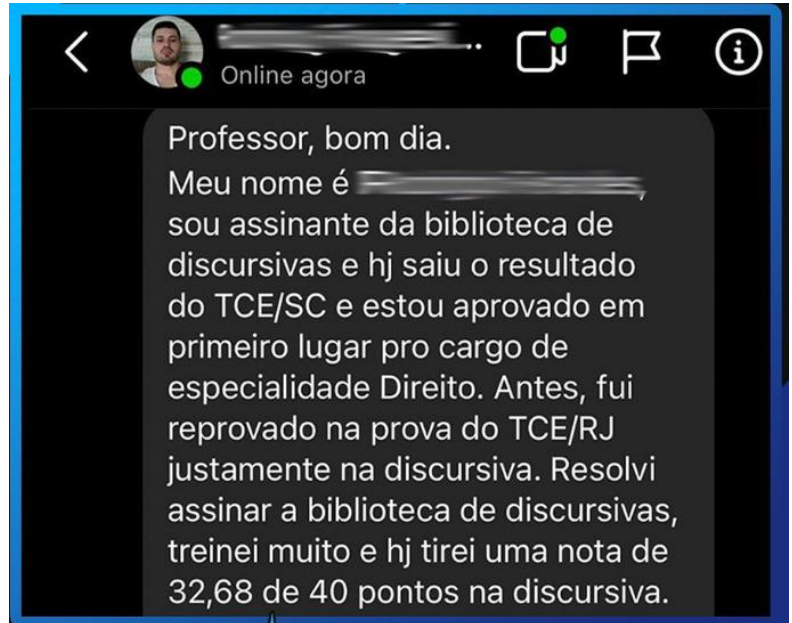 Online agora
Professor, bom dia.
Meu nome é
sou assinante da biblioteca de
discursivas e hj saiu o resultado
do TCE/SC e estou aprovado em
primeiro lugar pro cargo de
especialidade Direito. Antes, fui
reprovado na prova do TCE/RJ
justamente na discursiva. Resolvi
assinar a biblioteca de discursivas,
treinei muito e hj tirei uma nota de
32,68 de 40 pontos na discursiva.